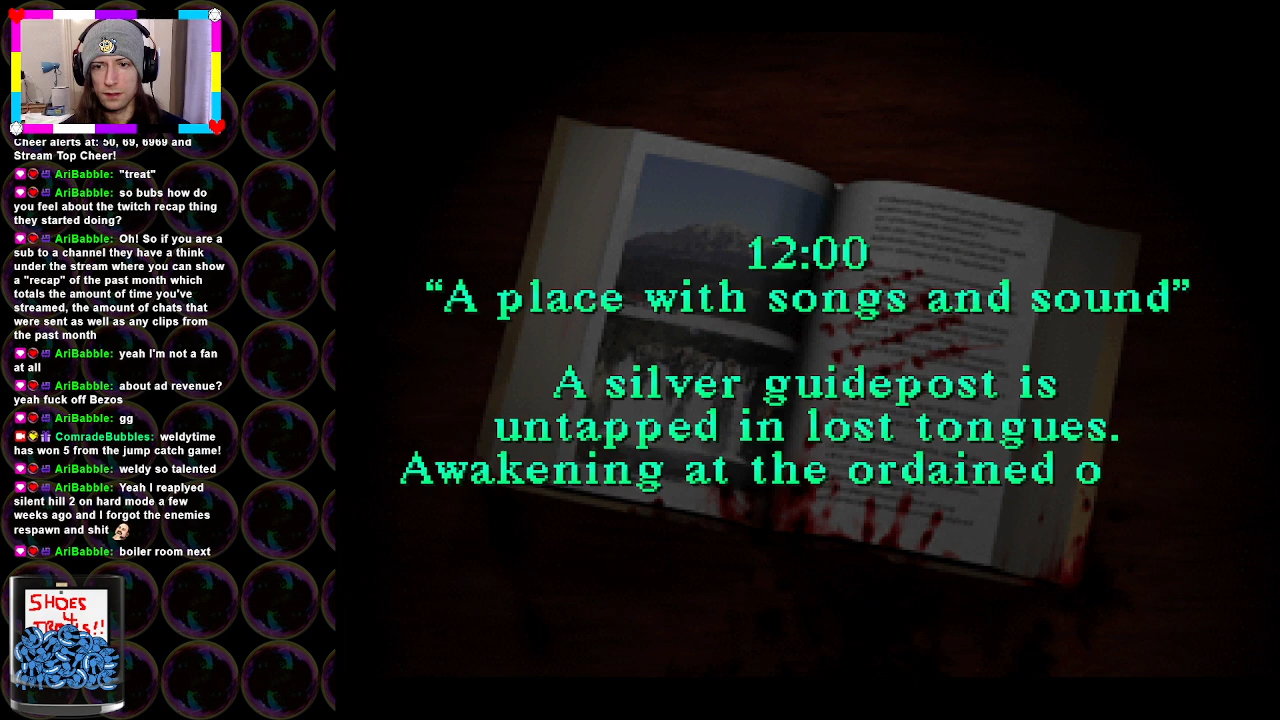 Cheer alerts at: 50, 69, 6969 and
Stream Top Cheer!
AriBabble: "treat"
AriBabble: so bubs how do
you feel about the twitch recap thing
they started doing?
AriBabble: Oh! So if you are a
sub to a channel they have a think
under the stream where you can show
a "recap" of the past month which
totals the amount of time you've
streamed, the amount of chats that
were sent as well as any clips from
the past month
AriBabble: yeah I'm not a fan
at all
AriBabble: about ad revenue?
yeah fuck off Bezos
AriBabble: gg
ComradeBubbles: weldytime
has won 5 from the jump catch game!
AriBabble: weldy so talented
AriBabble: Yeah I reaplyed
silent hill 2 on hard mode a few
weeks ago and I forgot the enemies
respawn and shit
AriBabble: boiler room next
SHOES
4
12:00
“A place with songs and sound”
A silver guidepost is
untapped in lost tongues.
Awakening at the ordained o